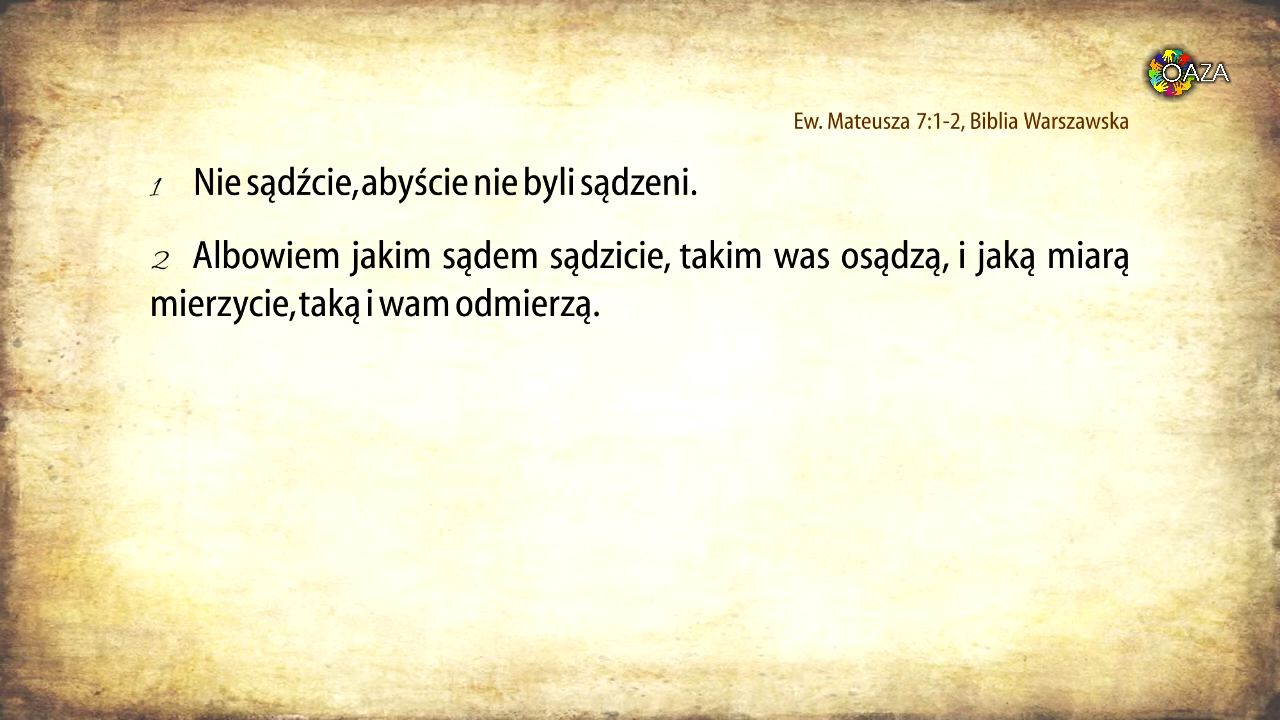 OAZA
Ew. Mateusza 7:1-2, Biblia Warszawska
1 Nie sądźcie, abyście nie byli sądzeni.
2 Albowiem jakim sądem sądzicie, takim was osądzą, i jaką miarą
mierzycie, taką i wam odmierzą.